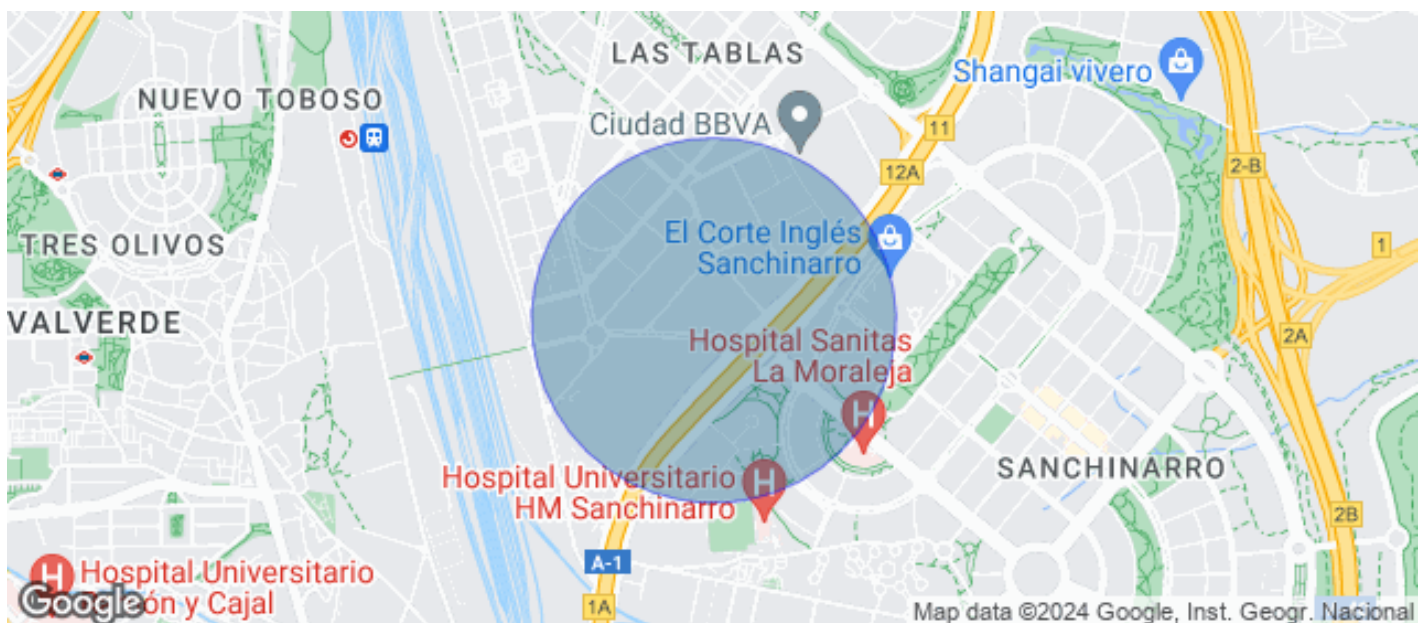 LAS TABLAS
Shangai vivero
NUEVO TOBOSO
Ciudad BBVA
11
2-B
12A
El Corte Inglés
Sanchinarro
TRES OLIVOS
1
VALVERDE
Hospital Sanitas
La Moraleja
2A
H
SANCHINARRO
Hospital Universitario
HM Sanchinarro
H
2B
A-1
H
Hospital Universitario
y Cajal
Google
1A
Map data ©2024 Google, Inst. Geogr. Nacional